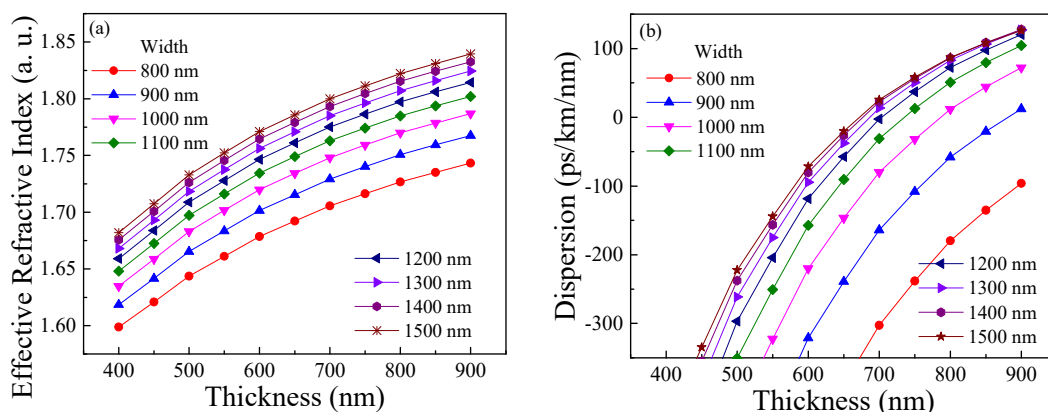 (a)
Effective Refractive Index (a. u.)
1.85
1.80
1.75
1.70
1.65
1.60
Width
800 nm
900 nm
1000 nm
1100 nm
1200 nm
1300 nm
1400 nm
1500 nm
400 500 600 700 800 900
Thickness (nm)
(b)
Dispersion (ps/km/nm)
100
0
-100
-200
-300
Width
800 nm
900 nm
1000 nm
1100 nm
1200 nm
1300 nm
1400 nm
1500 nm
400 500 600 700 800 900
Thickness (nm)